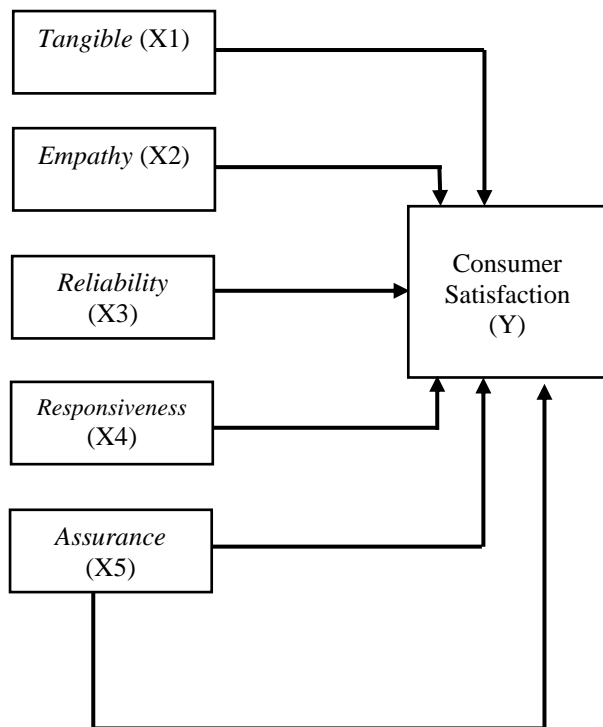 Tangible (X1)
Empathy (X2)
Reliability
(X3)
Consumer
Satisfaction
(Y)
Responsiveness
(X4)
Assurance
(X5)